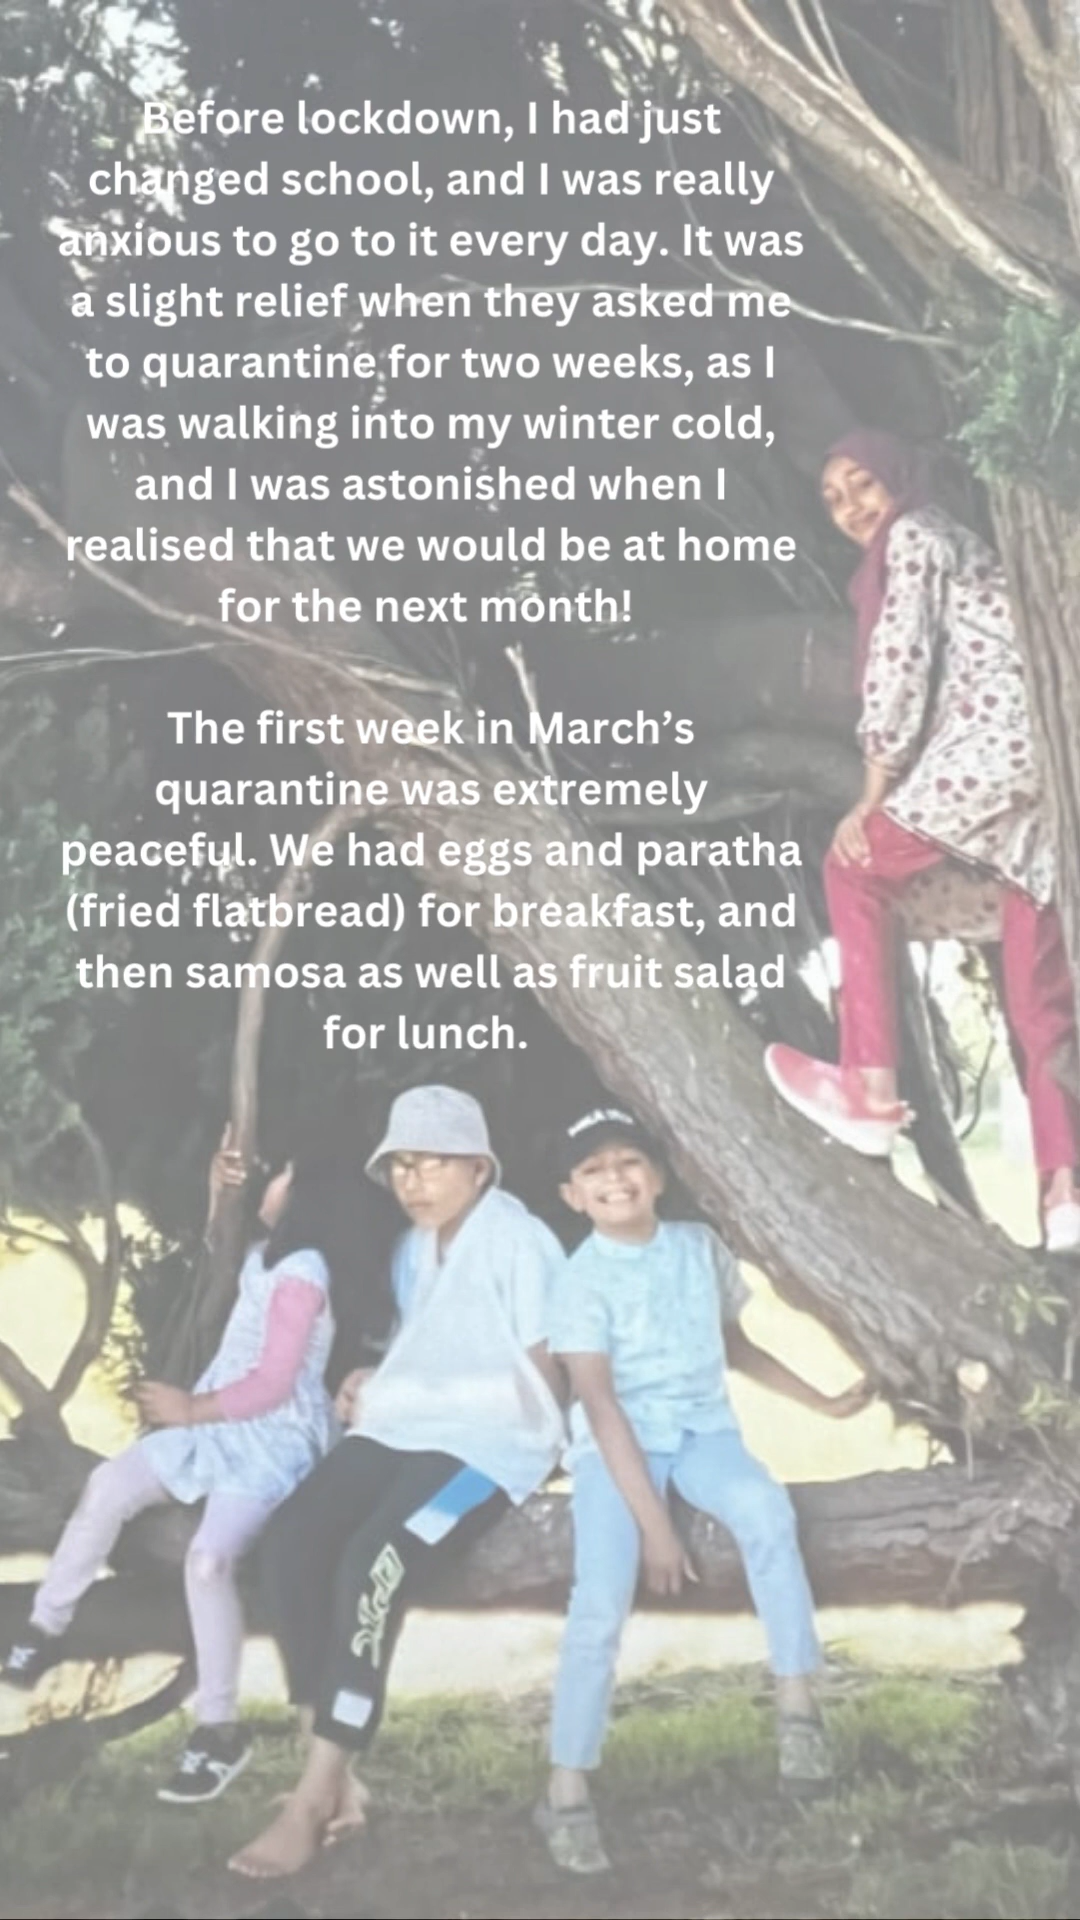 Before lockdown, I had just
changed school, and I was really
anxious to go to it every day. It was
a slight relief when they asked me
to quarantine for two weeks, as I
was walking into my winter cold,
and I was astonished when I
realised that we would be at home
for the next month!
The first week in March’s
quarantine was extremely
peaceful. We had eggs and paratha
(fried flatbread) for breakfast, and
then samosa as well as fruit salad
for lunch.